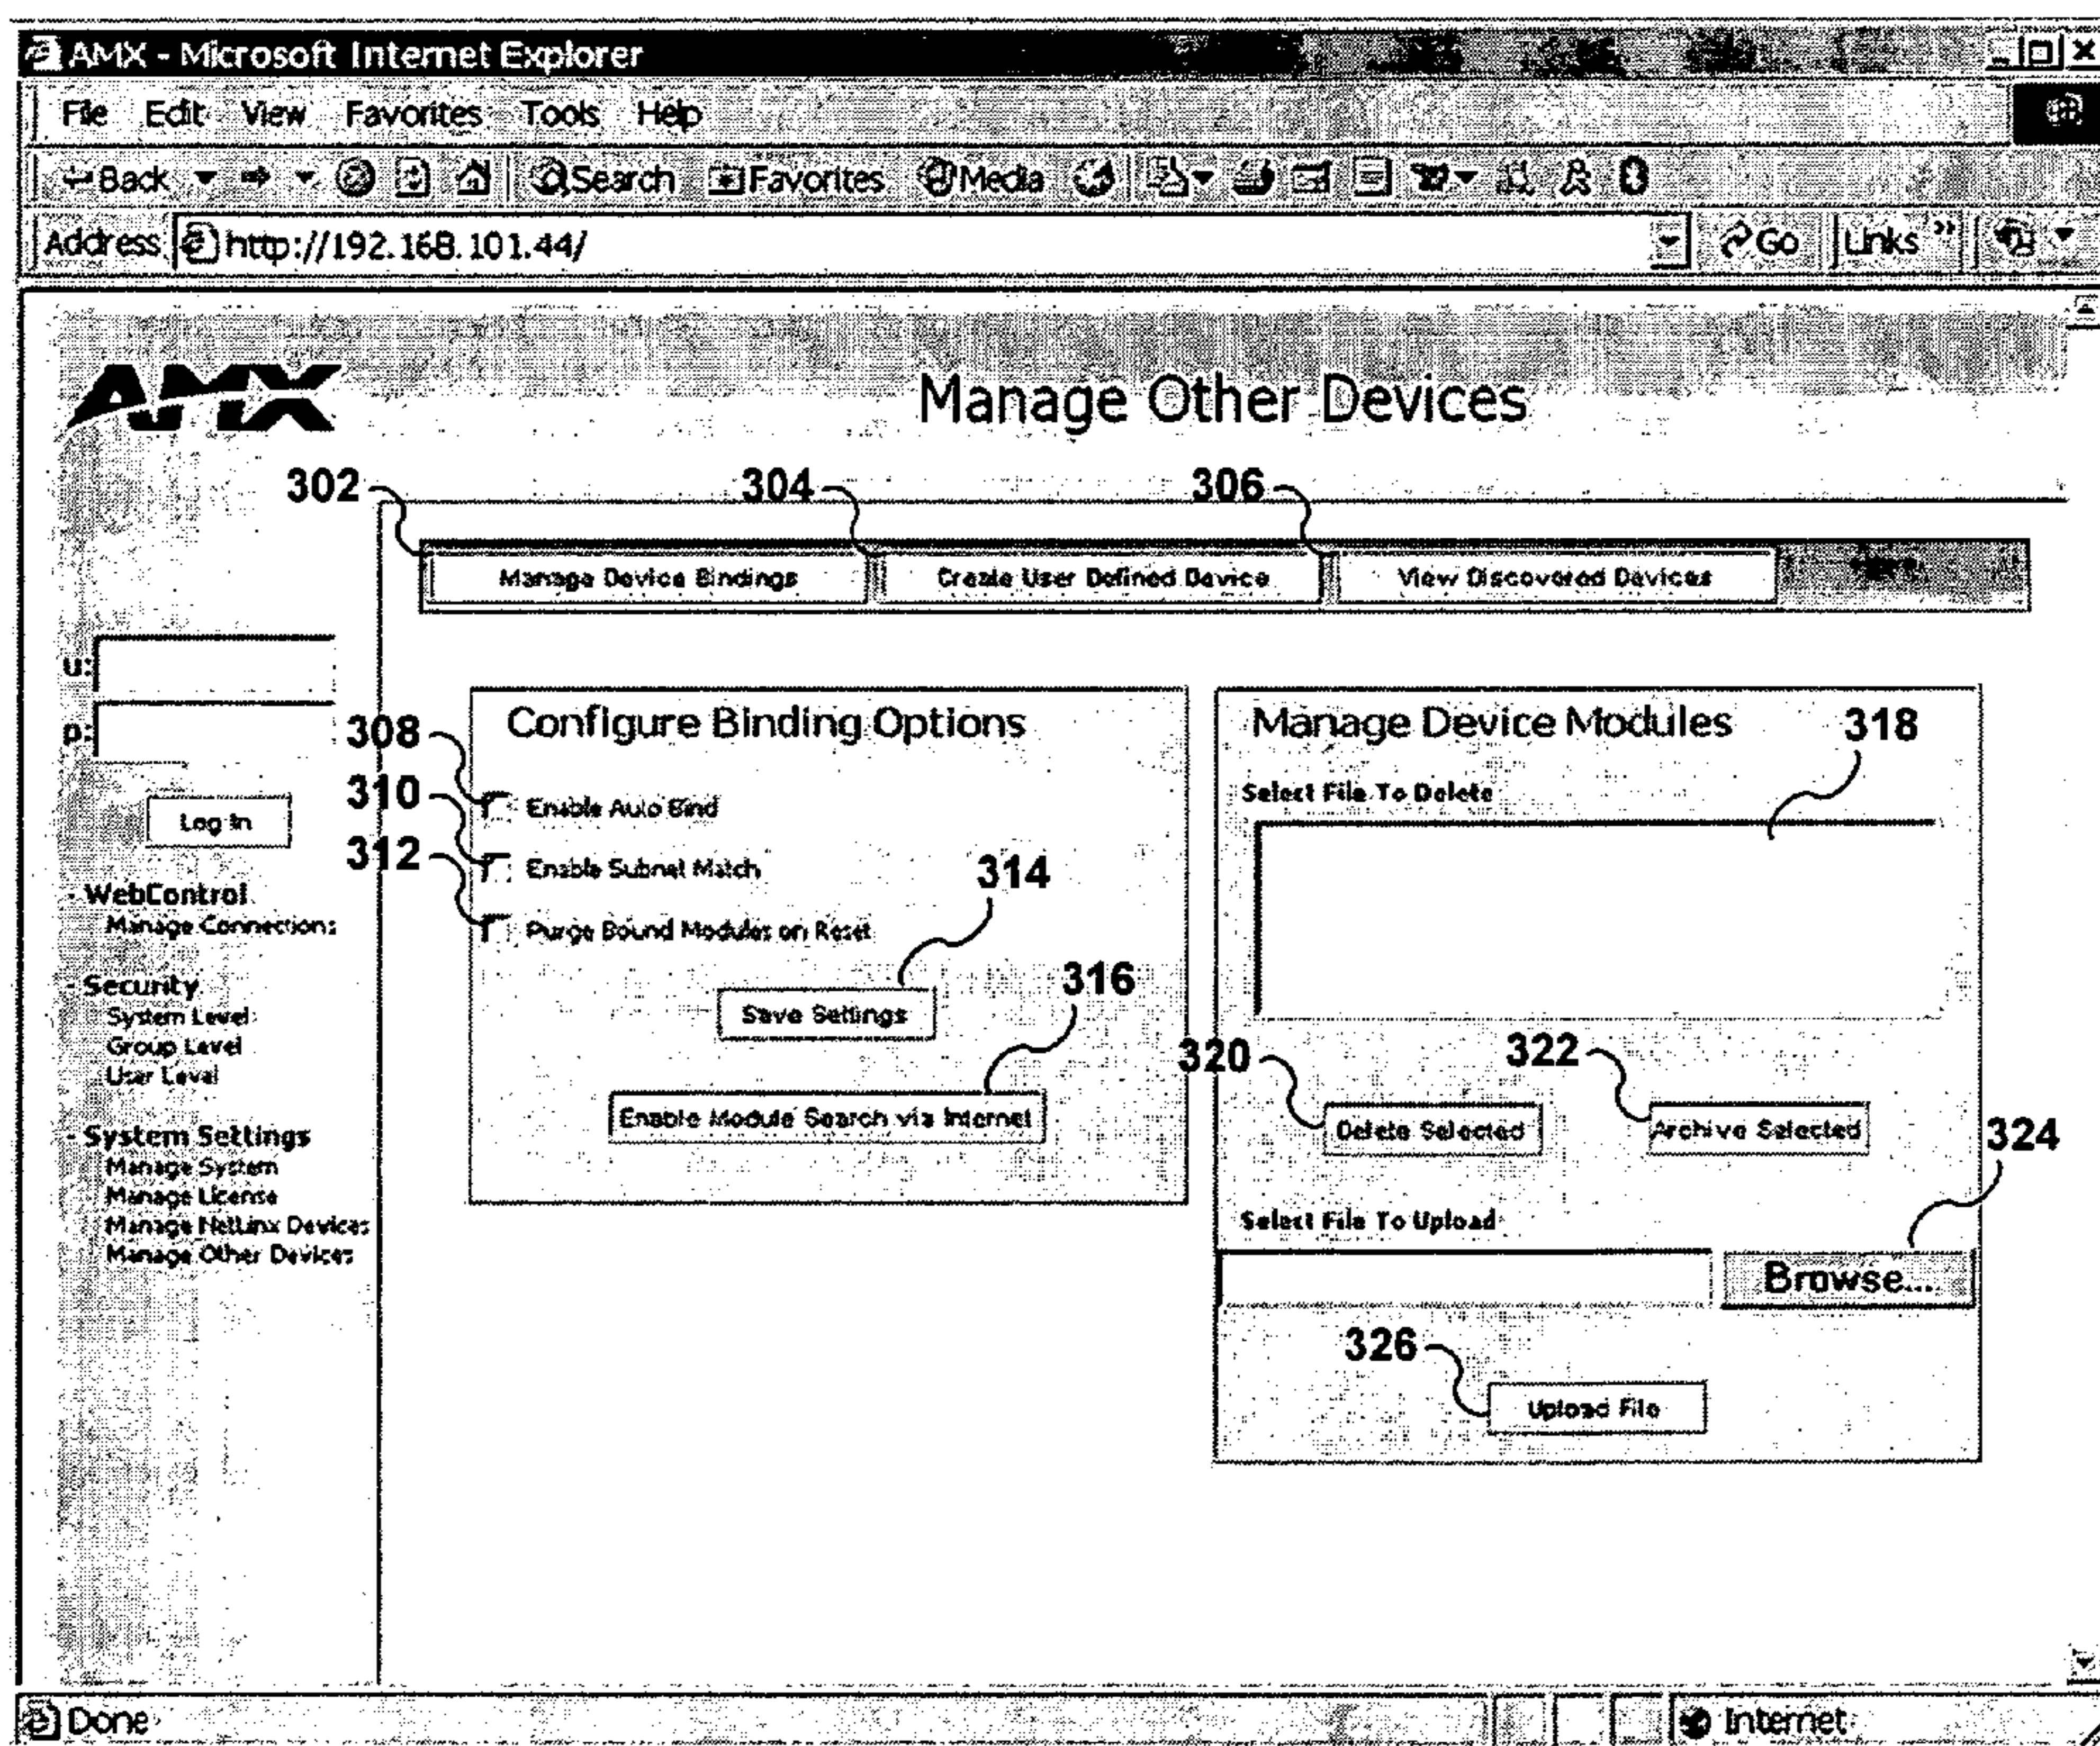 AMX - Microsoft Internet Explorer
File Edit View Favorites Tools Help
Back Search Favorites Media
Address http://192.168.101.44/ Go Links »
AMX
Manage Other Devices
302 304 306
Manage Device Bindings Create User Defined Device View Discovered Devices
u:
p:
Log In
- WebControl
Manage Connections
- Security
System Level
Group Level
User Level
- System Settings
Manage System
Manage License
Manage NetLinx Devices
Manage Other Devices
Configure Binding Options
308
Enable Auto Bind
310
Enable Subnet Match
312
Purge Bound Modules on Reset
314
Save Settings
316
Enable Module Search via Internet
Manage Device Modules
318
Select File To Delete
320 322
Delete Selected Archive Selected
324
Select File To Upload
Browse...
326
Upload File
Done Internet